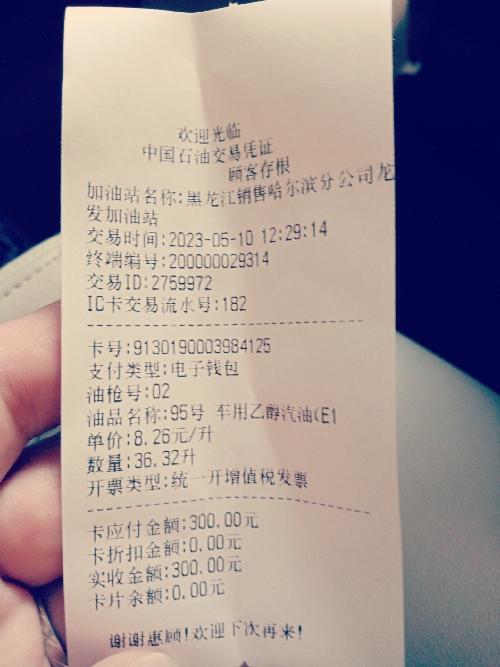 欢迎光临
中国石油交易凭证
顾客存根
加油站名称:黑龙江销售哈尔滨分公司龙
发加油站
交易时间:2023-05-10 12:29:14
终端编号:200000029314
交易ID:2759972
IC卡交易流水号:182
卡号:9130190003984125
支付类型:电子钱包
油枪号:02
油品名称:95号 车用乙醇汽油(E1
单价:8.26元/升
数量:36.32升
开票类型:统一开增值税发票
卡应付金额:300.00元
卡折扣金额:0.00元
实收金额:300.00元
卡片余额:0.00元
谢谢惠顾!欢迎下次再来!